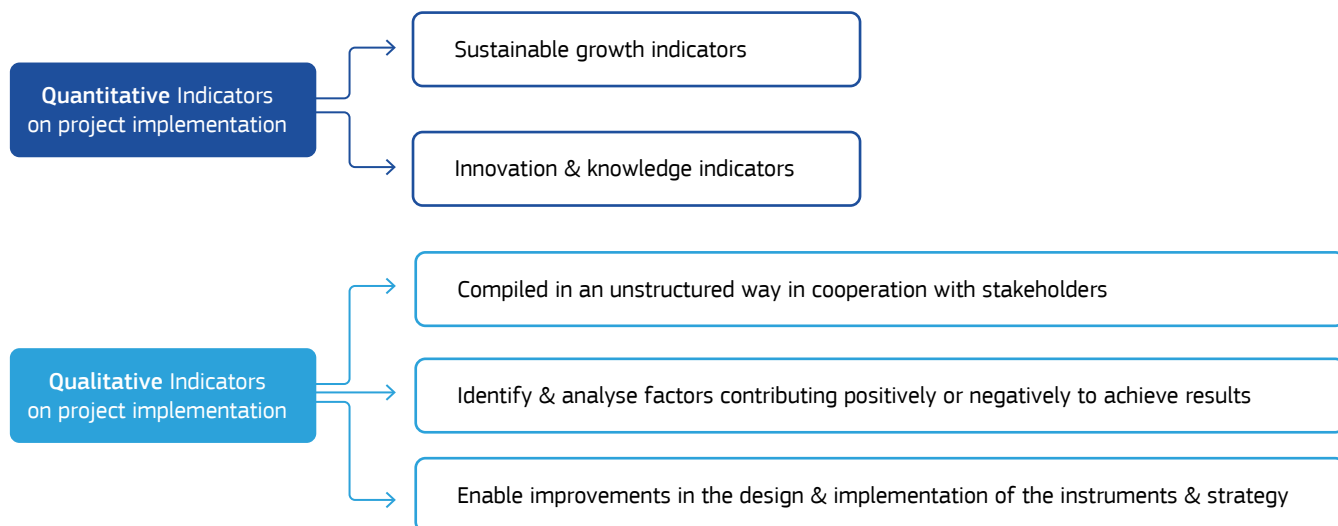 Sustainable growth indicators
Quantitative Indicators
on project implementation
Innovation & knowledge indicators
Compiled in an unstructured way in cooperation with stakeholders
Qualitative Indicators
on project implementation
Identify & analyse factors contributing positively or negatively to achieve results
Enable improvements in the design & implementation of the instruments & strategy